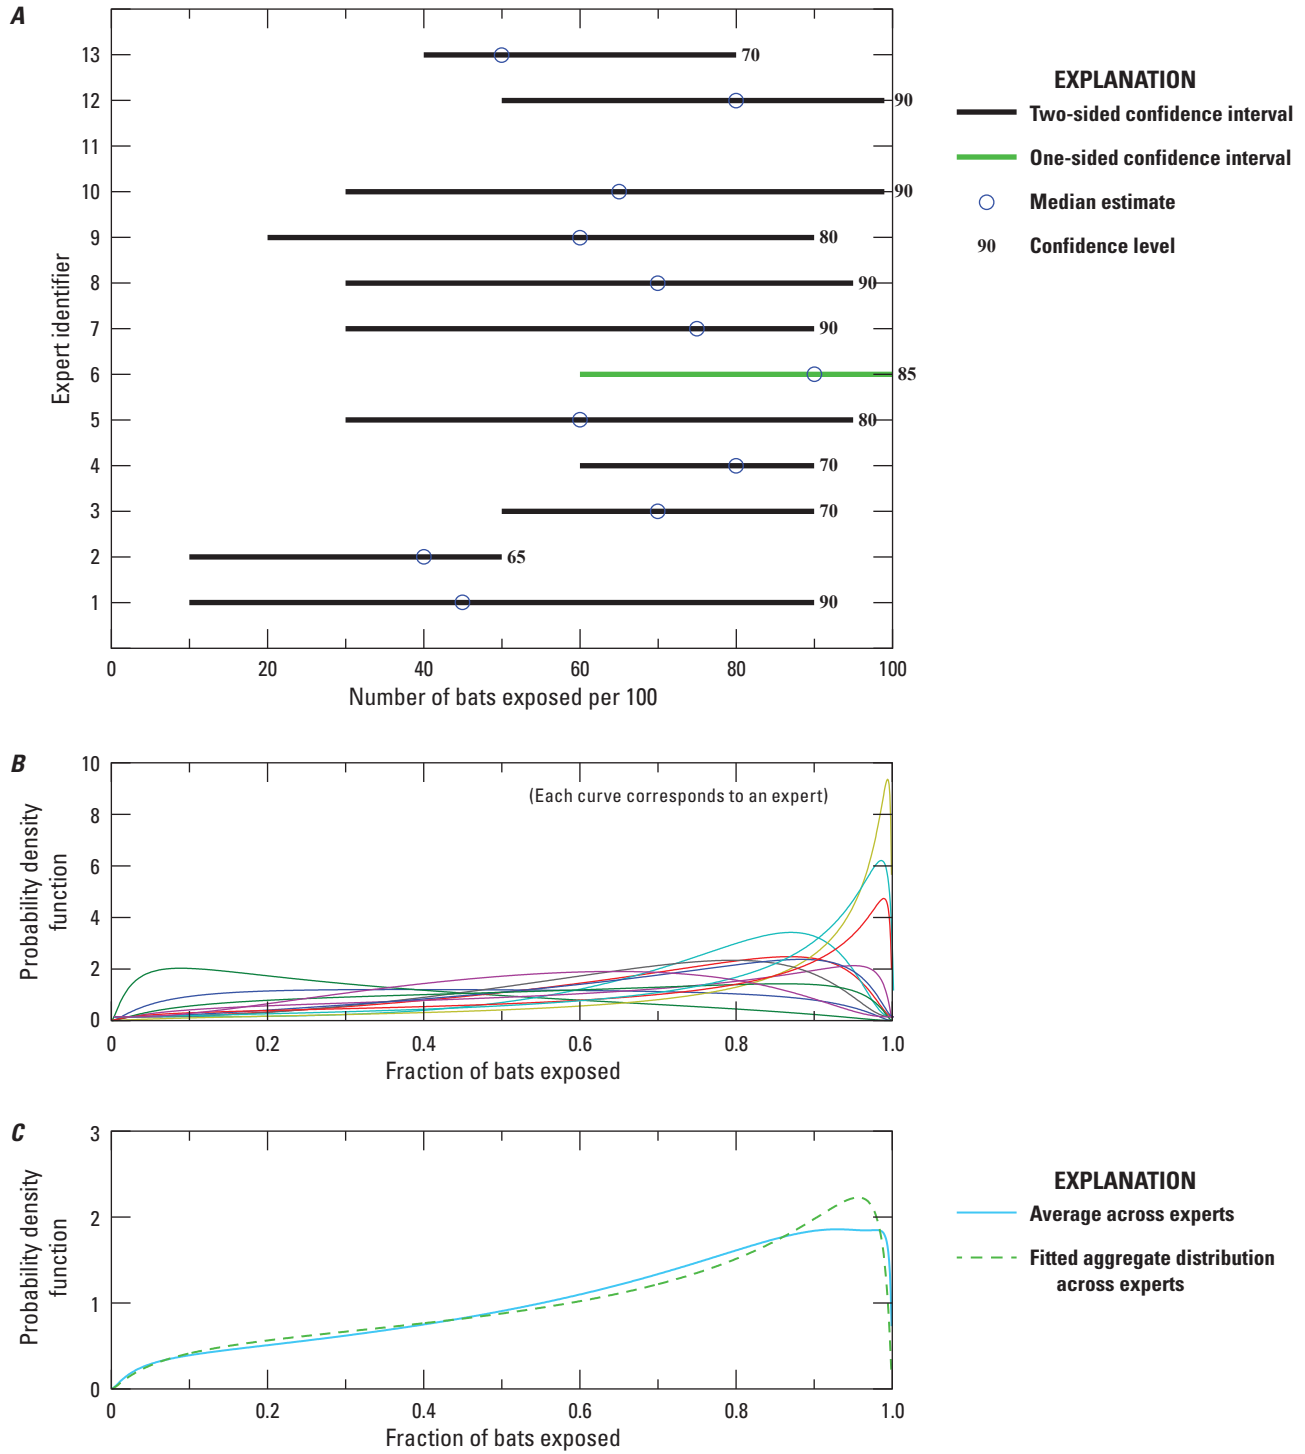 A
13
12
11
10
9
8
7
6
5
4
3
2
1
Expert identifier
70
90
90
80
90
90
85
80
70
70
65
90
0 20 40 60 80 100
Number of bats exposed per 100
EXPLANATION
Two-sided confidence interval
One-sided confidence interval
Median estimate
90 Confidence level
B
10
8
6
4
2
0
Probability density
function
(Each curve corresponds to an expert)
0 0.2 0.4 0.6 0.8 1.0
Fraction of bats exposed
C
3
2
1
0
Probability density
function
0 0.2 0.4 0.6 0.8 1.0
Fraction of bats exposed
EXPLANATION
Average across experts
Fitted aggregate distribution
across experts